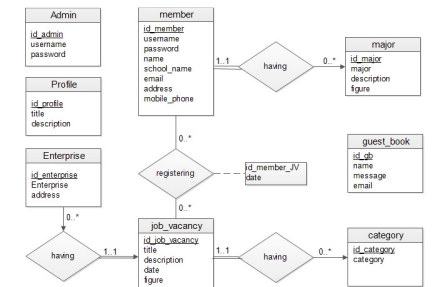 Admin
id_admin
username
password
Profile
id_profile
title
description
Enterprise
id_enterprise
Enterprise
address
0..*
having
1..1
member
id_member
username
password
name
school_name
email
address
mobile_phone
1..1
having
0..*
major
id_major
major
description
figure
0..*
registering
id_member_JV
date
0..*
guest_book
id_gb
name
message
email
job_vacancy
id_job_vacancy
title
description
date
figure
1..1
having
0..*
category
id_category
category